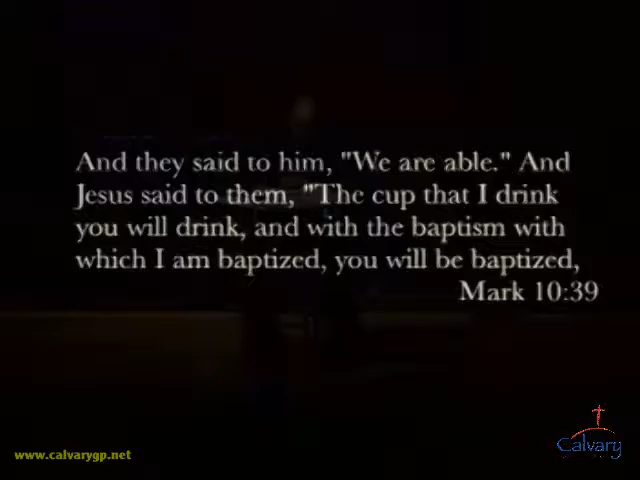 And they said to him, "We are able." And
Jesus said to them, "The cup that I drink
you will drink, and with the baptism with
which I am baptized, you will be baptized,
Mark 10:39
Calvary
www.calvarygp.net